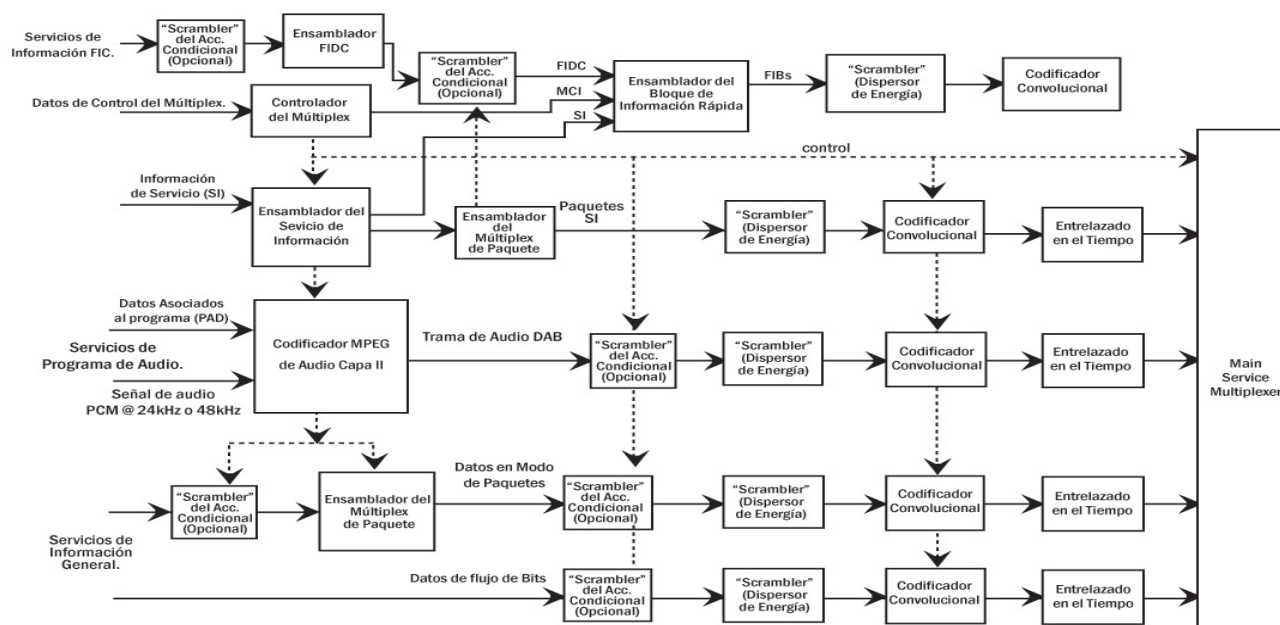 Servicios de
Información FIC.
"Scrambler"
del Acc.
Condicional
(Opcional)
Ensamblador
FIDC
"Scrambler"
del Acc.
Condicional
(Opcional)
FIDC
MCI
SI
Ensamblador del
Bloque de
Información Rápida
FIBs
"Scrambler"
(Dispersor
de Energía)
Codificador
Convolucional
Datos de Control del Múltiplex.
Controlador
del Múltiplex
control
Información
de Servicio (SI)
Ensamblador del
Sevicio de
Información
Ensamblador
del
Múltiplex
de Paquete
Paquetes
SI
"Scrambler"
(Dispersor
de Energía)
Codificador
Convolucional
Entrelazado
en el Tiempo
Datos Asociados
al programa (PAD)
Servicios de
Programa de Audio.
Señal de audio
PCM @ 24kHz o 48kHz
Codificador MPEG
de Audio Capa II
Trama de Audio DAB
"Scrambler"
del Acc.
Condicional
(Opcional)
"Scrambler"
(Dispersor
de Energía)
Codificador
Convolucional
Entrelazado
en el Tiempo
Main
Service
Multiplexer
Servicios de
Información
General.
"Scrambler"
del Acc.
Condicional
(Opcional)
Ensamblador del
Múltiplex
de Paquete
Datos en Modo
de Paquetes
"Scrambler"
del Acc.
Condicional
(Opcional)
"Scrambler"
(Dispersor
de Energía)
Codificador
Convolucional
Entrelazado
en el Tiempo
Datos de flujo de Bits
"Scrambler"
del Acc.
Condicional
(Opcional)
"Scrambler"
(Dispersor
de Energía)
Codificador
Convolucional
Entrelazado
en el Tiempo